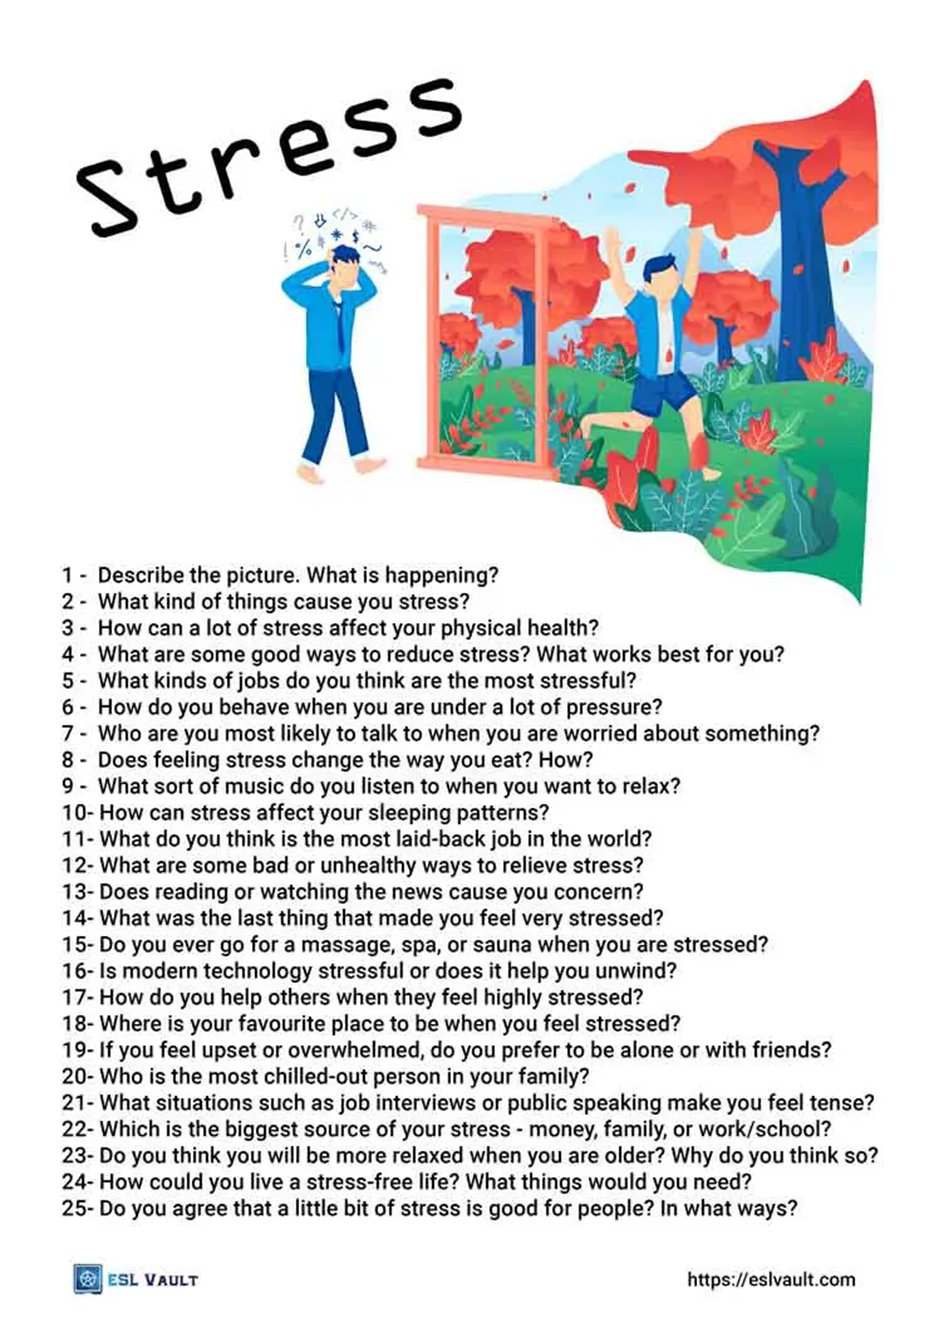 Stress
1 - Describe the picture. What is happening?
2 - What kind of things cause you stress?
3 - How can a lot of stress affect your physical health?
4 - What are some good ways to reduce stress? What works best for you?
5 - What kinds of jobs do you think are the most stressful?
6 - How do you behave when you are under a lot of pressure?
7 - Who are you most likely to talk to when you are worried about something?
8 - Does feeling stress change the way you eat? How?
9 - What sort of music do you listen to when you want to relax?
10- How can stress affect your sleeping patterns?
11- What do you think is the most laid-back job in the world?
12- What are some bad or unhealthy ways to relieve stress?
13- Does reading or watching the news cause you concern?
14- What was the last thing that made you feel very stressed?
15- Do you ever go for a massage, spa, or sauna when you are stressed?
16- Is modern technology stressful or does it help you unwind?
17- How do you help others when they feel highly stressed?
18- Where is your favourite place to be when you feel stressed?
19- If you feel upset or overwhelmed, do you prefer to be alone or with friends?
20- Who is the most chilled-out person in your family?
21- What situations such as job interviews or public speaking make you feel tense?
22- Which is the biggest source of your stress - money, family, or work/school?
23- Do you think you will be more relaxed when you are older? Why do you think so?
24- How could you live a stress-free life? What things would you need?
25- Do you agree that a little bit of stress is good for people? In what ways?
ESL VAULT
https://eslvault.com